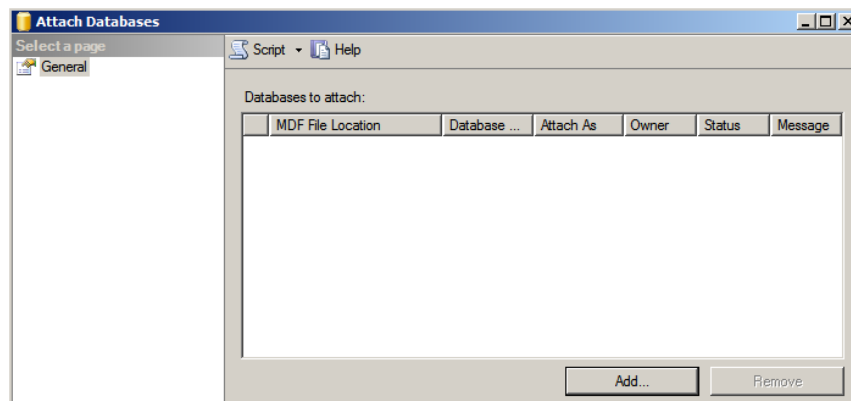 Attach Databases
Select a page
General
Script Help
Databases to attach:
MDF File Location Database ... Attach As Owner Status Message
Add... Remove